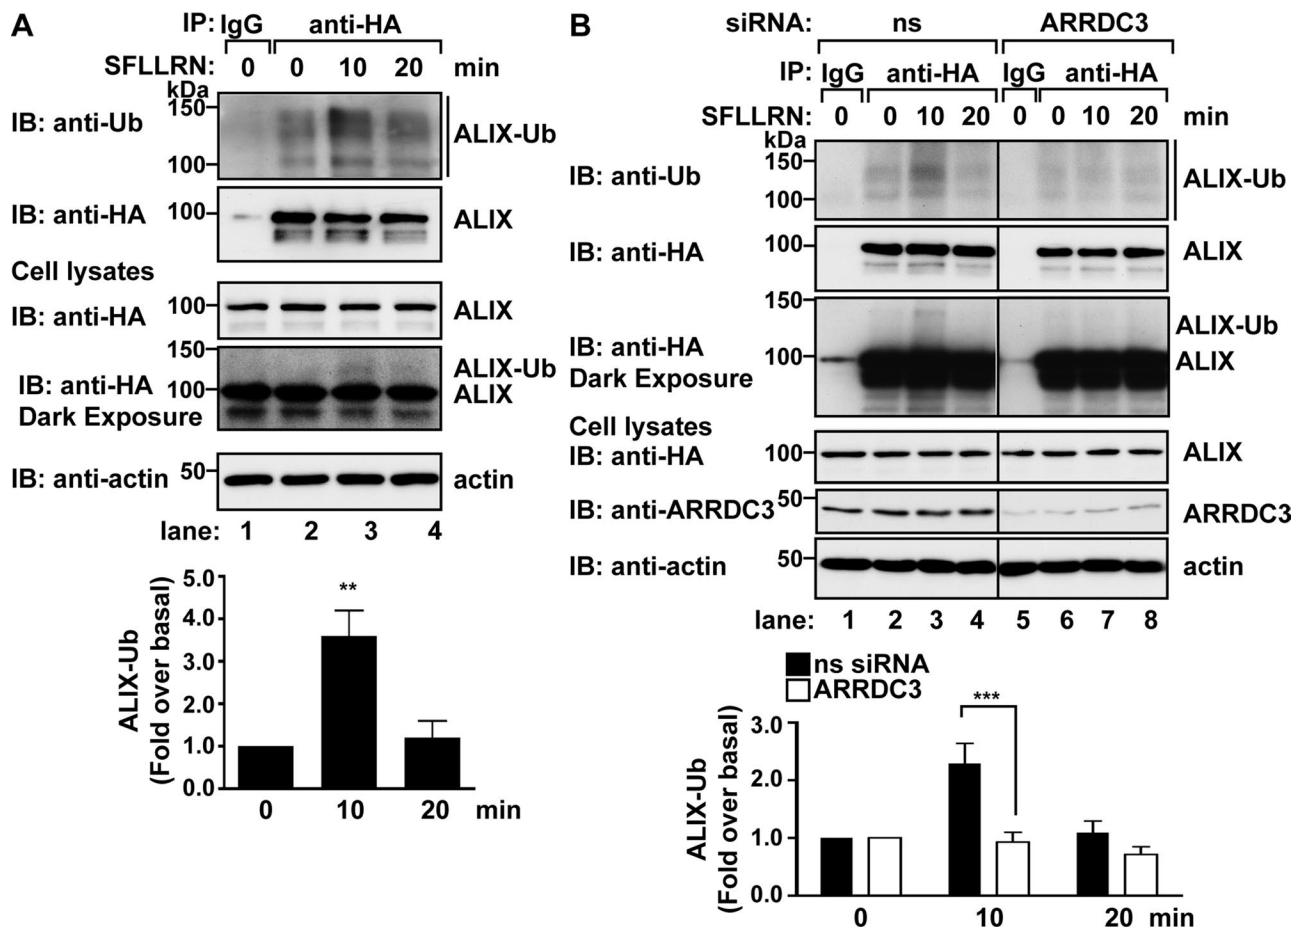 A
IP: IgG anti-HA
SFLLRN: 0 0 10 20 min
kDa
IB: anti-Ub 150 100 ALIX-Ub
IB: anti-HA 100 ALIX
Cell lysates
IB: anti-HA 100 ALIX
150
IB: anti-HA 100 ALIX-Ub
Dark Exposure ALIX
IB: anti-actin 50 actin
lane: 1 2 3 4
ALIX-Ub
(Fold over basal)
5.0
4.0
3.0
2.0
1.0
0.0
**
0 10 20 min
B
siRNA: ns ARRDC3
IP: IgG anti-HA IgG anti-HA
SFLLRN: 0 0 10 20 0 0 10 20 min
kDa
IB: anti-Ub 150 100 ALIX-Ub
IB: anti-HA 100 ALIX
ALIX-Ub
IB: anti-HA 100 ALIX
Dark Exposure
Cell lysates
IB: anti-HA 100 ALIX
IB: anti-ARRDC3 50 ARRDC3
IB: anti-actin 50 actin
lane: 1 2 3 4 5 6 7 8
ns siRNA
ARRDC3
ALIX-Ub
(Fold over basal)
3.0
2.0
1.0
0.0
***
0 10 20 min